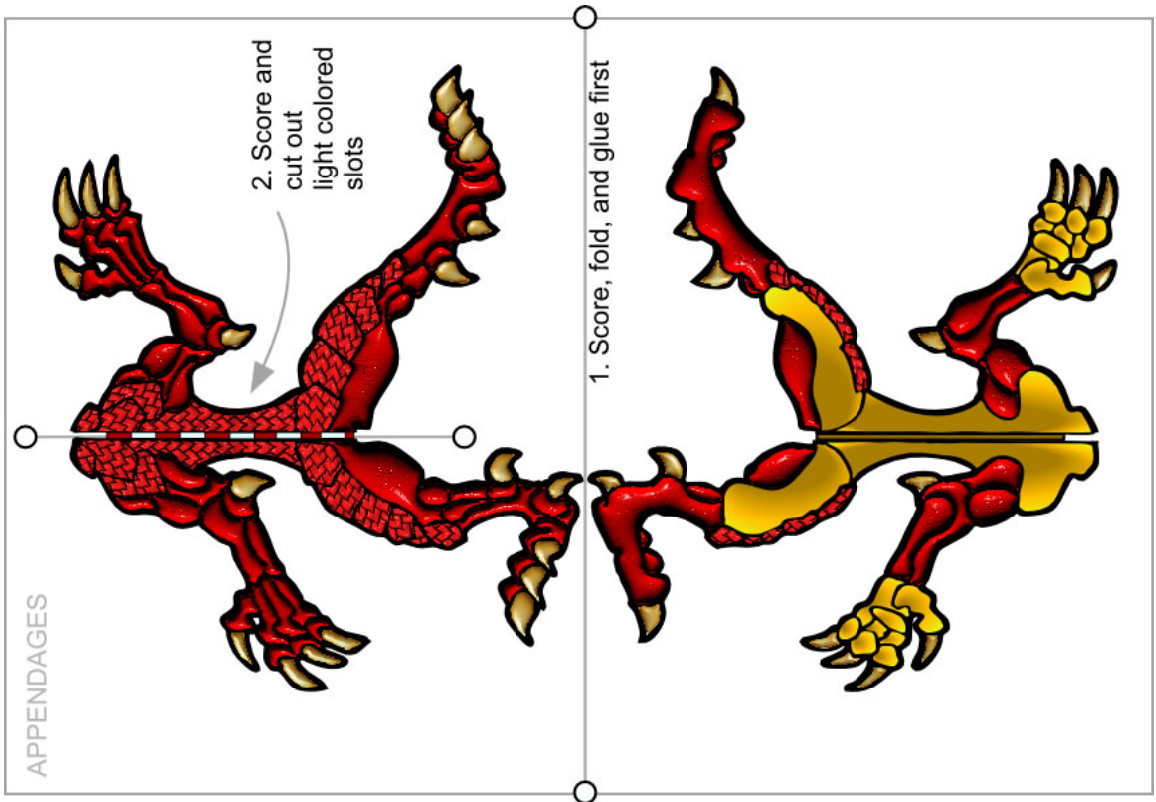 APPENDAGES
2. Score and
cut out
light colored
slots
1. Score, fold, and glue first